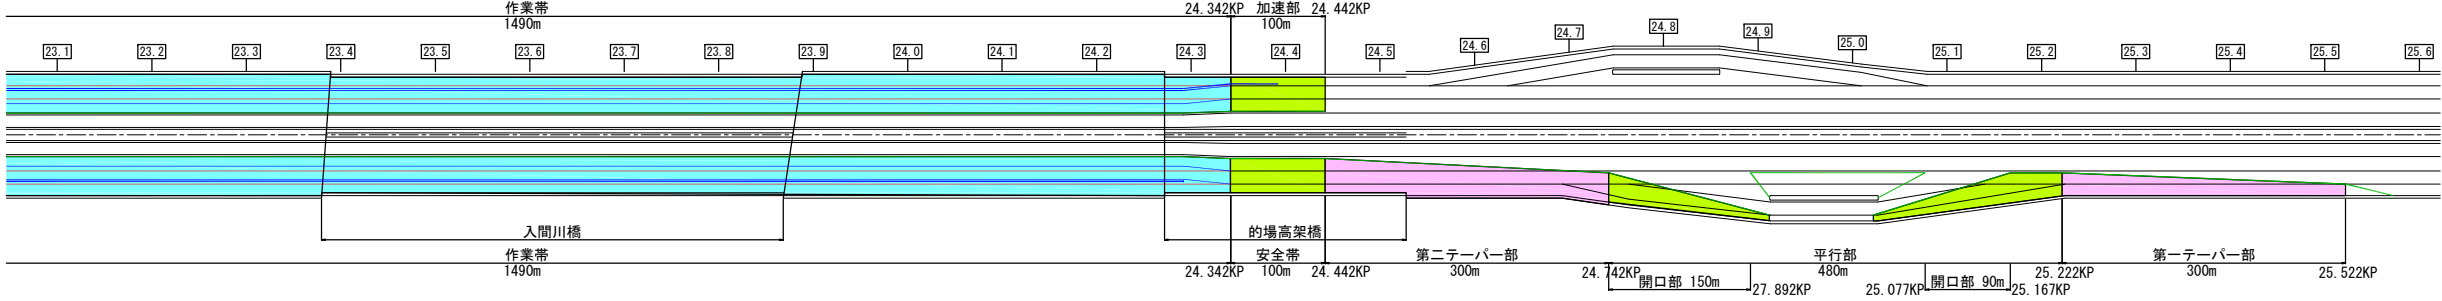 作業帯 24.342KP 加速部 24.442KP
1490m 100m
23.1 23.2 23.3 23.4 23.5 23.6 23.7 23.8 23.9 24.0 24.1 24.2 24.3 24.4 24.5 24.6 24.7 24.8 24.9 25.0 25.1 25.2 25.3 25.4 25.5 25.6
入間川橋 的場高架橋
作業帯 安全帯 第二テーパー部 平行部 第一テーパー部
1490m 24.342KP 100m 24.442KP 300m 24.742KP 480m 25.222KP 300m 25.522KP
開口部 150m 27.892KP 25.077KP 開口部 90m 25.167KP